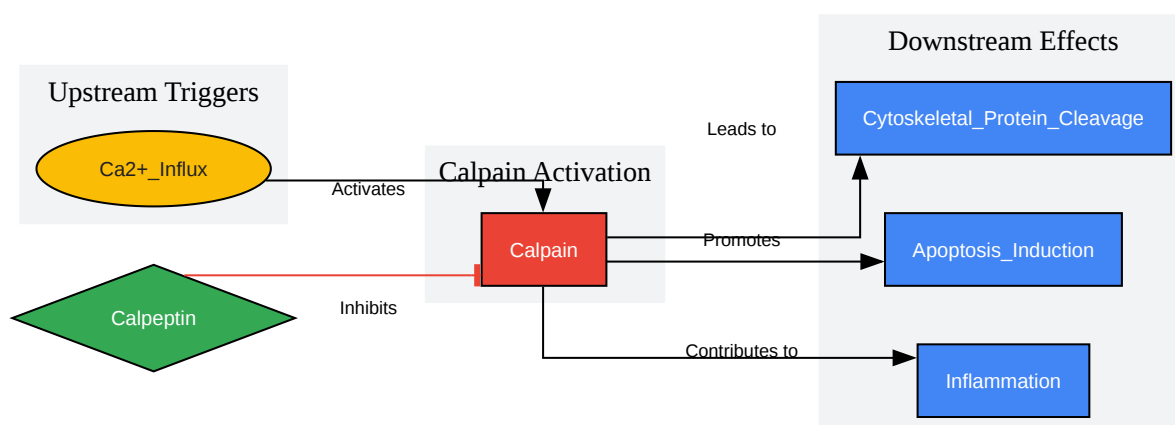 Upstream Triggers
Ca2+_Influx
Activates
Calpeptin
Inhibits
Calpain Activation
Calpain
Leads to
Promotes
Contributes to
Downstream Effects
Cytoskeletal_Protein_Cleavage
Apoptosis_Induction
Inflammation